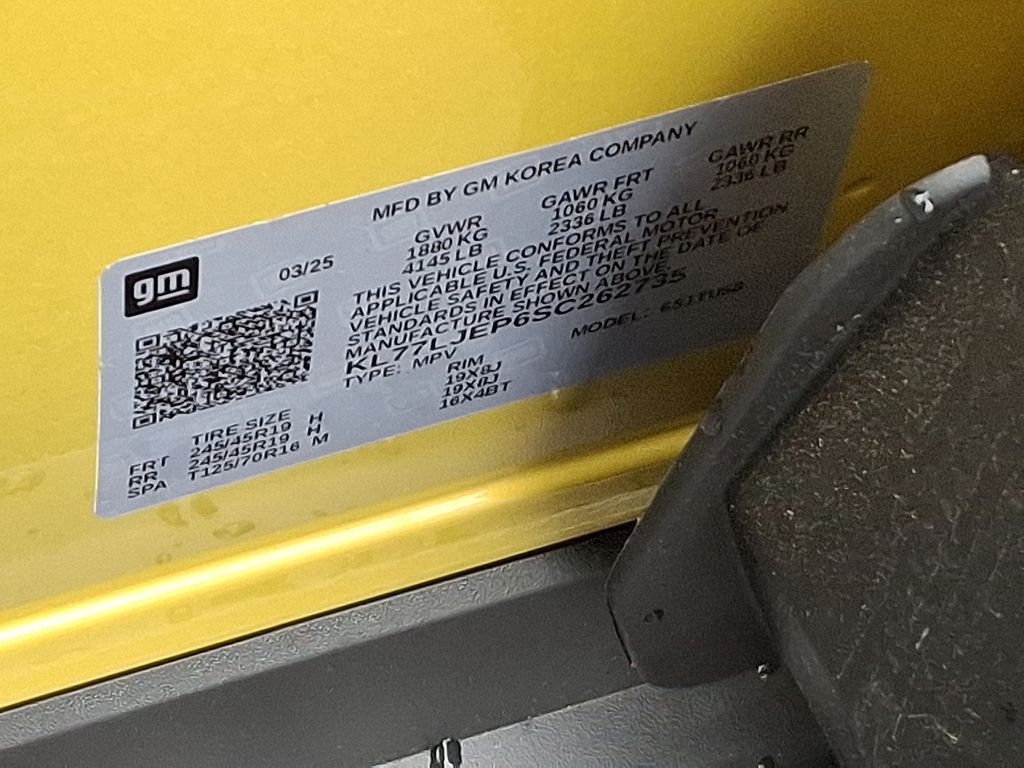 gm
03/25
MFD BY GM KOREA COMPANY
GVWR GAWR FRT GAWR RR
1880 KG 1060 KG 1060 KG
4145 LB 2336 LB 2336 LB
THIS VEHICLE CONFORMS TO ALL
APPLICABLE U.S. FEDERAL MOTOR
VEHICLE SAFETY AND THEFT PREVENTION
STANDARDS IN EFFECT ON THE DATE OF
MANUFACTURE SHOWN ABOVE.
KL77LJEP6SC262735
TYPE: MPV MODEL:
TIRE SIZE RIM
FRT 245/45R19 H 19X8J
RR 245/45R19 H 19X8J
SPA T125/70R16 M 16X4BT